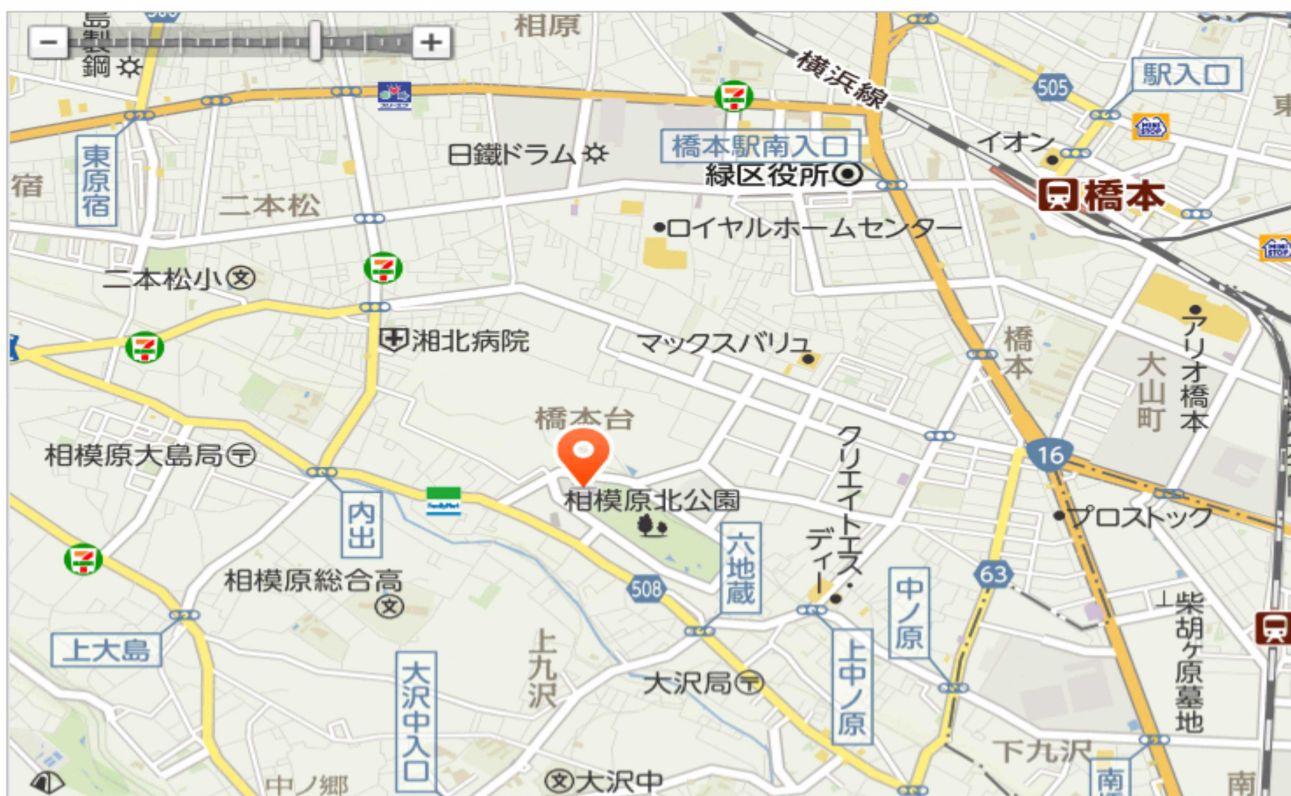 島製鋼
相原
横浜線
505
駅入口
イオン
橋本駅南入口
日鐵ドラム
緑区役所
橋本
東原宿
宿
二本松
ロイヤルホームセンター
二本松小
湘北病院
マックスバリュ
橋本
大山町
アリオ橋本
橋本台
相模原大島局
16
クリエイトエス・ディー
相模原北公園
プロストック
内出
六地蔵
相模原総合高
508
63
中ノ原
上大島
上九沢
大沢局
上中ノ原
柴胡ヶ原墓地
大沢中入口
下九沢
中ノ郷
大沢中
南